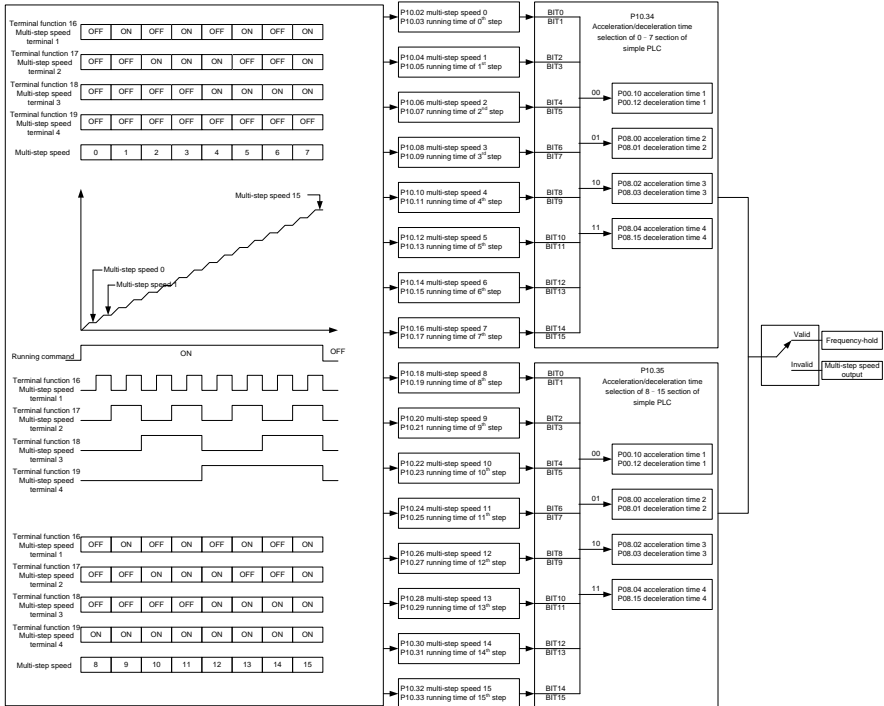 Terminal function 16
Multi-step speed
terminal 1
OFF ON OFF ON OFF ON OFF ON
Terminal function 17
Multi-step speed
terminal 2
OFF OFF ON ON OFF OFF ON ON
Terminal function 18
Multi-step speed
terminal 3
OFF OFF OFF OFF ON ON ON ON
Terminal function 19
Multi-step speed
terminal 4
OFF OFF OFF OFF OFF OFF OFF OFF
Multi-step speed 0 1 2 3 4 5 6 7
Multi-step speed 15
Multi-step speed 0
Multi-step speed 1
Running command
ON
OFF
Terminal function 16
Multi-step speed
terminal 1
Terminal function 17
Multi-step speed
terminal 2
Terminal function 18
Multi-step speed
terminal 3
Terminal function 19
Multi-step speed
terminal 4
Terminal function 16
Multi-step speed
terminal 1
OFF ON OFF ON OFF ON OFF ON
Terminal function 17
Multi-step speed
terminal 2
OFF OFF ON ON OFF OFF ON ON
Terminal function 18
Multi-step speed
terminal 3
OFF OFF OFF OFF ON ON ON ON
Terminal function 19
Multi-step speed
terminal 4
ON ON ON ON ON ON ON ON
Multi-step speed 8 9 10 11 12 13 14 15
P10.02 multi-step speed 0
P10.03 running time of 0th step
P10.04 multi-step speed 1
P10.05 running time of 1st step
P10.06 multi-step speed 2
P10.07 running time of 2nd step
P10.08 multi-step speed 3
P10.09 running time of 3rd step
P10.10 multi-step speed 4
P10.11 running time of 4th step
P10.12 multi-step speed 5
P10.13 running time of 5th step
P10.14 multi-step speed 6
P10.15 running time of 6th step
P10.16 multi-step speed 7
P10.17 running time of 7th step
P10.18 multi-step speed 8
P10.19 running time of 8th step
P10.20 multi-step speed 9
P10.21 running time of 9th step
P10.22 multi-step speed 10
P10.23 running time of 10th step
P10.24 multi-step speed 11
P10.25 running time of 11th step
P10.26 multi-step speed 12
P10.27 running time of 12th step
P10.28 multi-step speed 13
P10.29 running time of 13th step
P10.30 multi-step speed 14
P10.31 running time of 14th step
P10.32 multi-step speed 15
P10.33 running time of 15th step
BIT0
BIT1
BIT2
BIT3
BIT4
BIT5
BIT6
BIT7
BIT8
BIT9
BIT10
BIT11
BIT12
BIT13
BIT14
BIT15
P10.34
Acceleration/deceleration time
selection of 0 - 7 section of
simple PLC
00
P00.10 acceleration time 1
P00.12 deceleration time 1
01
P08.00 acceleration time 2
P08.01 deceleration time 2
10
P08.02 acceleration time 3
P08.03 deceleration time 3
11
P08.04 acceleration time 4
P08.15 deceleration time 4
BIT0
BIT1
BIT2
BIT3
BIT4
BIT5
BIT6
BIT7
BIT8
BIT9
BIT10
BIT11
BIT12
BIT13
BIT14
BIT15
P10.35
Acceleration/deceleration time
selection of 8 - 15 section of
simple PLC
00
P00.10 acceleration time 1
P00.12 deceleration time 1
01
P08.00 acceleration time 2
P08.01 deceleration time 2
10
P08.02 acceleration time 3
P08.03 deceleration time 3
11
P08.04 acceleration time 4
P08.15 deceleration time 4
Valid
Frequency-hold
Invalid
Multi-step speed
output